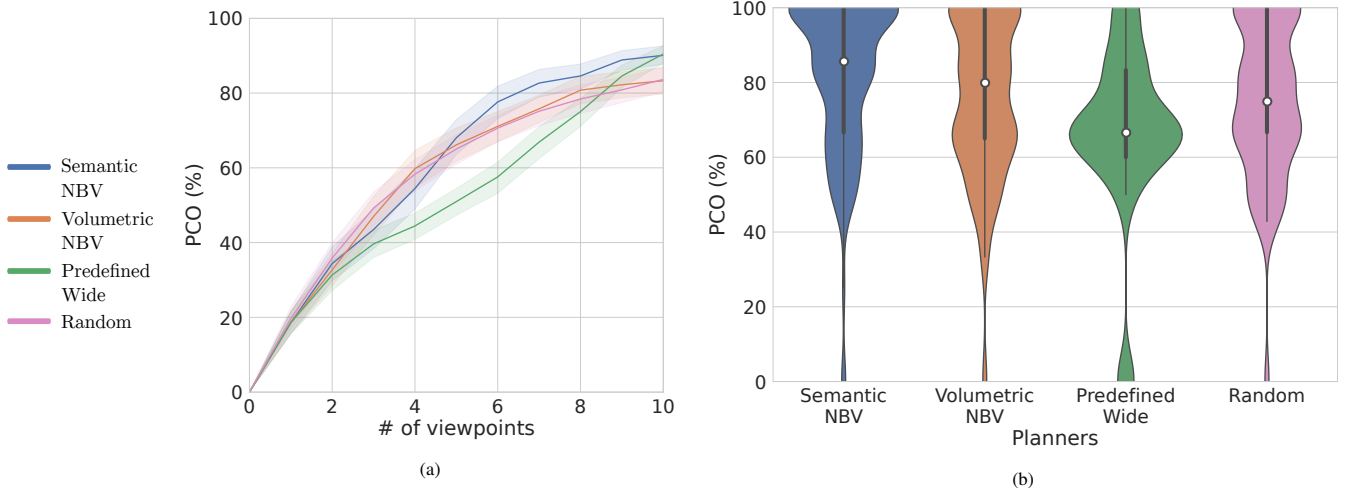 Semantic
NBV
Volumetric
NBV
Predefined
Wide
Random
PCO (%)
100
80
60
40
20
0
0 2 4 6 8 10
# of viewpoints
(a)
PCO (%)
100
80
60
40
20
0
Semantic Volumetric Predefined Random
NBV NBV Wide
Planners
(b)